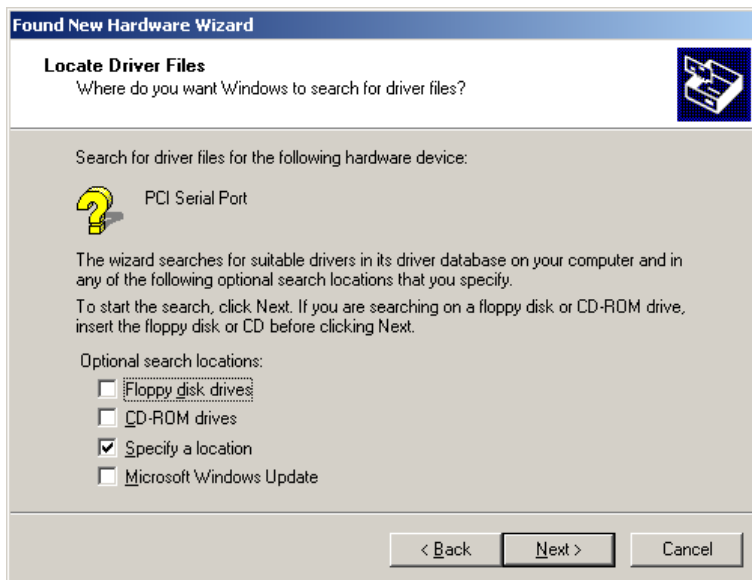 Found New Hardware Wizard
Locate Driver Files
Where do you want Windows to search for driver files?
Search for driver files for the following hardware device:
PCI Serial Port
The wizard searches for suitable drivers in its driver database on your computer and in
any of the following optional search locations that you specify.
To start the search, click Next. If you are searching on a floppy disk or CD-ROM drive,
insert the floppy disk or CD before clicking Next.
Optional search locations:
Floppy disk drives
CD-ROM drives
Specify a location
Microsoft Windows Update
< Back Next > Cancel